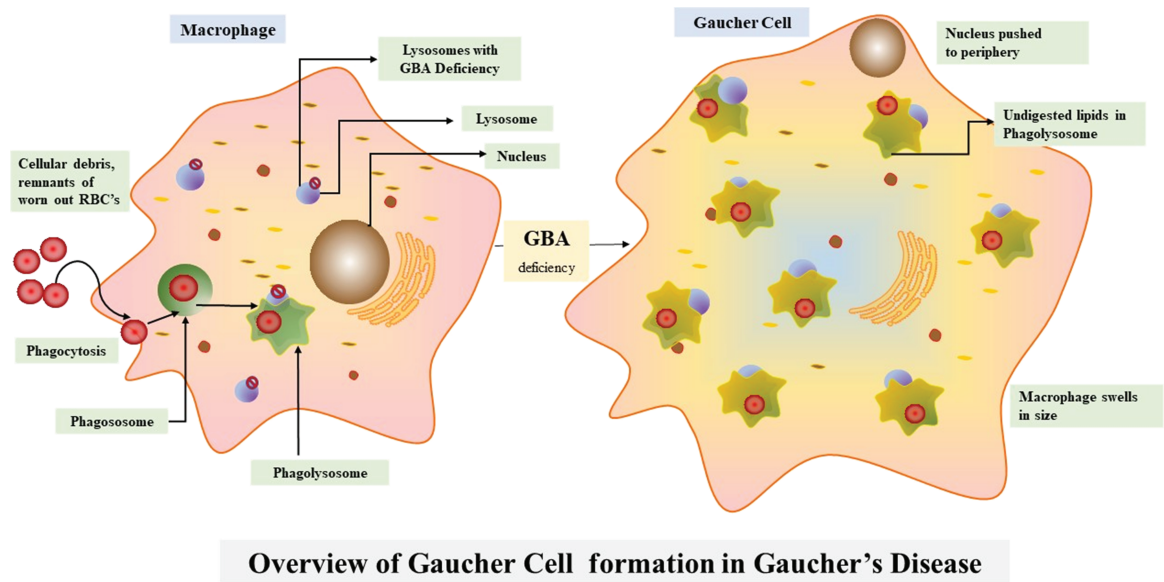 Macrophage
Lysosomes with
GBA Deficiency
Lysosome
Nucleus
Cellular debris,
remnants of
worn out RBC's
Phagocytosis
Phagososome
Phagolysosome
GBA
deficiency
Gaucher Cell
Nucleus pushed
to periphery
Undigested lipids in
Phagolysosome
Macrophage swells
in size
Overview of Gaucher Cell formation in Gaucher's Disease